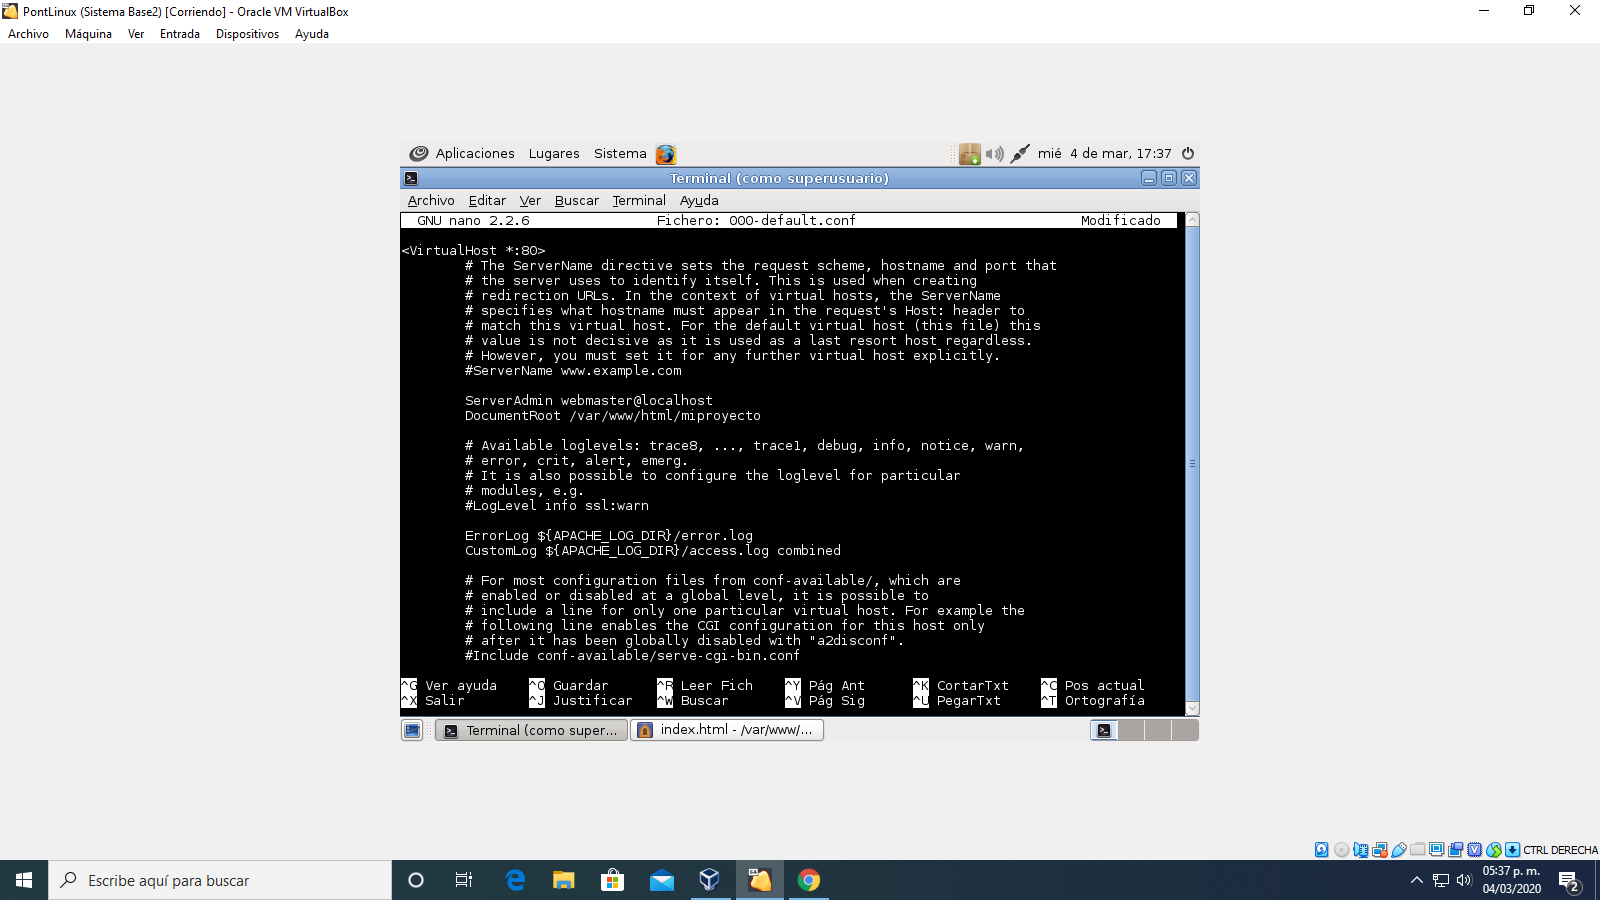 PontLinux (Sistema Base2) [Corriendo] - Oracle VM VirtualBox
Archivo Máquina Ver Entrada Dispositivos Ayuda
Aplicaciones Lugares Sistema mié 4 de mar, 17:37
Terminal (como superusuario)
Archivo Editar Ver Buscar Terminal Ayuda
GNU nano 2.2.6 Fichero: 000-default.conf Modificado
<VirtualHost *:80>
# The ServerName directive sets the request scheme, hostname and port that
# the server uses to identify itself. This is used when creating
# redirection URLs. In the context of virtual hosts, the ServerName
# specifies what hostname must appear in the request's Host: header to
# match this virtual host. For the default virtual host (this file) this
# value is not decisive as it is used as a last resort host regardless.
# However, you must set it for any further virtual host explicitly.
#ServerName www.example.com
ServerAdmin webmaster@localhost
DocumentRoot /var/www/html/miproyecto
# Available loglevels: trace8, ..., trace1, debug, info, notice, warn,
# error, crit, alert, emerg.
# It is also possible to configure the loglevel for particular
# modules, e.g.
#LogLevel info ssl:warn
ErrorLog ${APACHE_LOG_DIR}/error.log
CustomLog ${APACHE_LOG_DIR}/access.log combined
# For most configuration files from conf-available/, which are
# enabled or disabled at a global level, it is possible to
# include a line for only one particular virtual host. For example the
# following line enables the CGI configuration for this host only
# after it has been globally disabled with "a2disconf".
#Include conf-available/serve-cgi-bin.conf
^G Ver ayuda ^O Guardar ^R Leer Fich ^Y Pág Ant ^K CortarTxt ^C Pos actual
^X Salir ^J Justificar ^W Buscar ^V Pág Sig ^U PegarTxt ^T Ortografía
Terminal (como super... index.html - /var/www/...
CTRL DERECHA
Escribe aquí para buscar
05:37 p. m.
04/03/2020
2